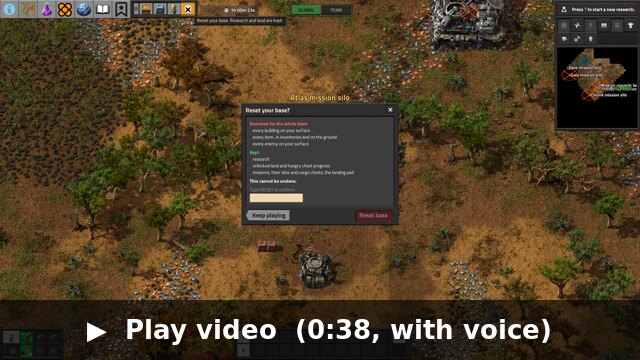 GLOBAL
TEAM
Press T to start a new research.
Reset your base. Research and land are kept.
Atlas mission silo
Reset your base?
Removed for the whole team
every building on your surface
every item, in inventories and on the ground
every enemy on your surface
Kept
research
unlocked land and hungry chest progress
missions, their silos and cargo chests, the landing pad
This cannot be undone.
Type RESET to confirm:
Keep playing
Reset base
▶ Play video (0:38, with voice)